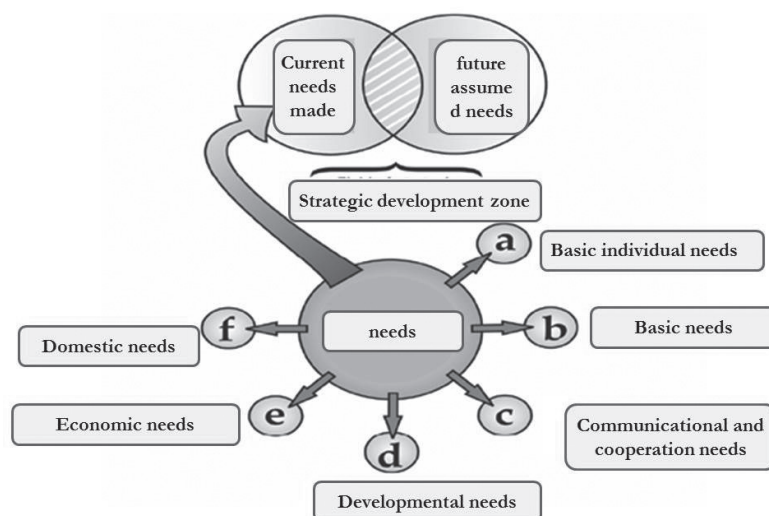 Current
needs
made
future
assume
d needs
Strategic development zone
a
Basic individual needs
needs
f
b
Domestic needs
Basic needs
e
c
Economic needs
Communicational and
cooperation needs
d
Developmental needs